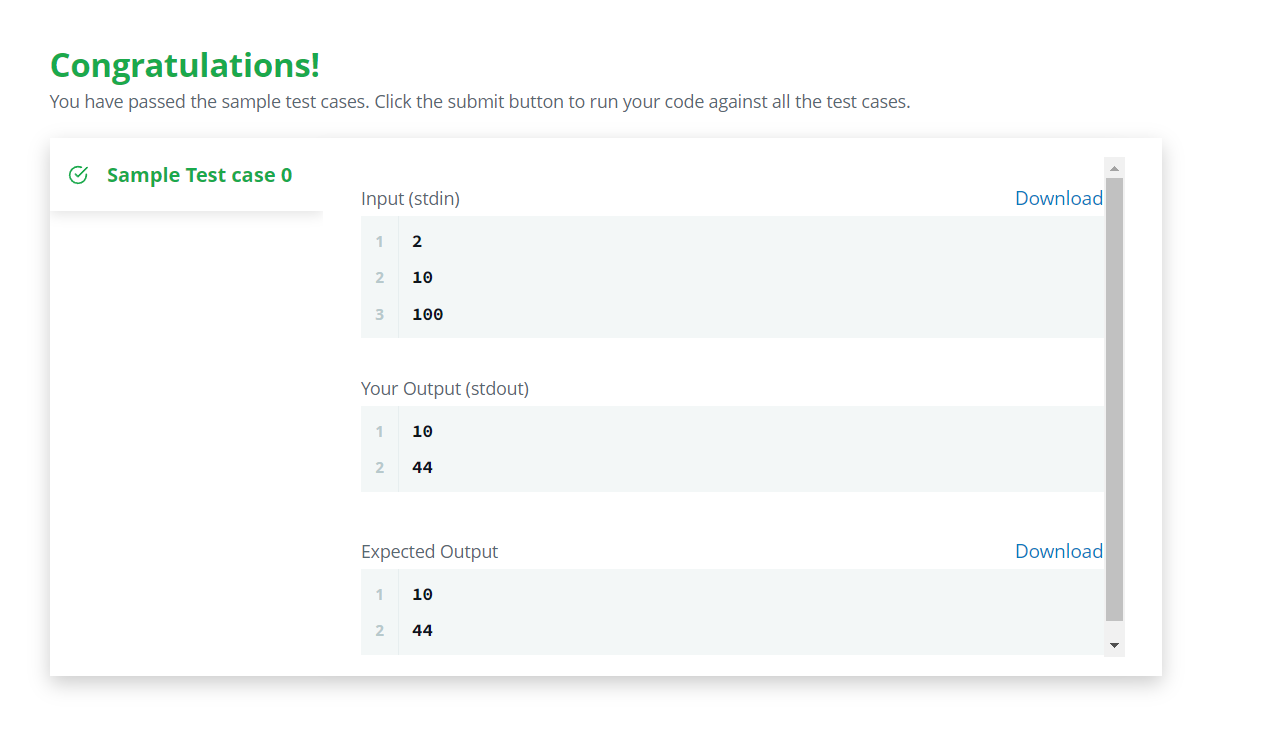 Congratulations!
You have passed the sample test cases. Click the submit button to run your code against all the test cases.
Sample Test case 0
Input (stdin)
Download
1 2
2 10
3 100
Your Output (stdout)
1 10
2 44
Expected Output
Download
1 10
2 44